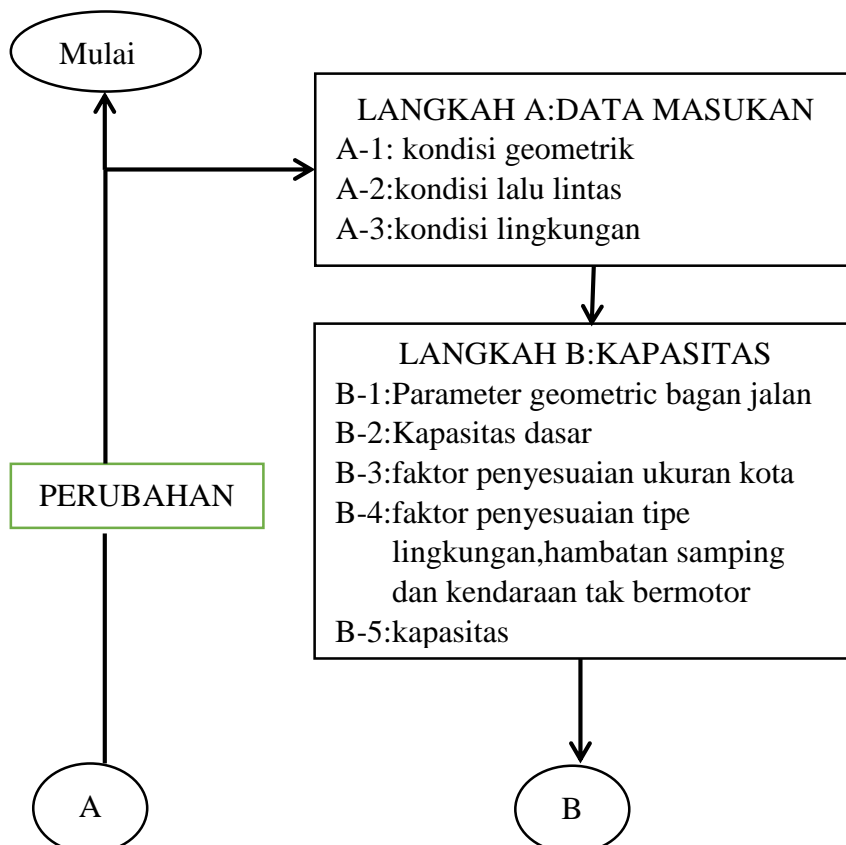 Mulai
LANGKAH A:DATA MASUKAN
A-1: kondisi geometrik
A-2:kondisi lalu lintas
A-3:kondisi lingkungan
LANGKAH B:KAPASITAS
B-1:Parameter geometric bagan jalan
B-2:Kapasitas dasar
B-3:faktor penyesuaian ukuran kota
B-4:faktor penyesuaian tipe
lingkungan,hambatan samping
dan kendaraan tak bermotor
B-5:kapasitas
PERUBAHAN
A
B